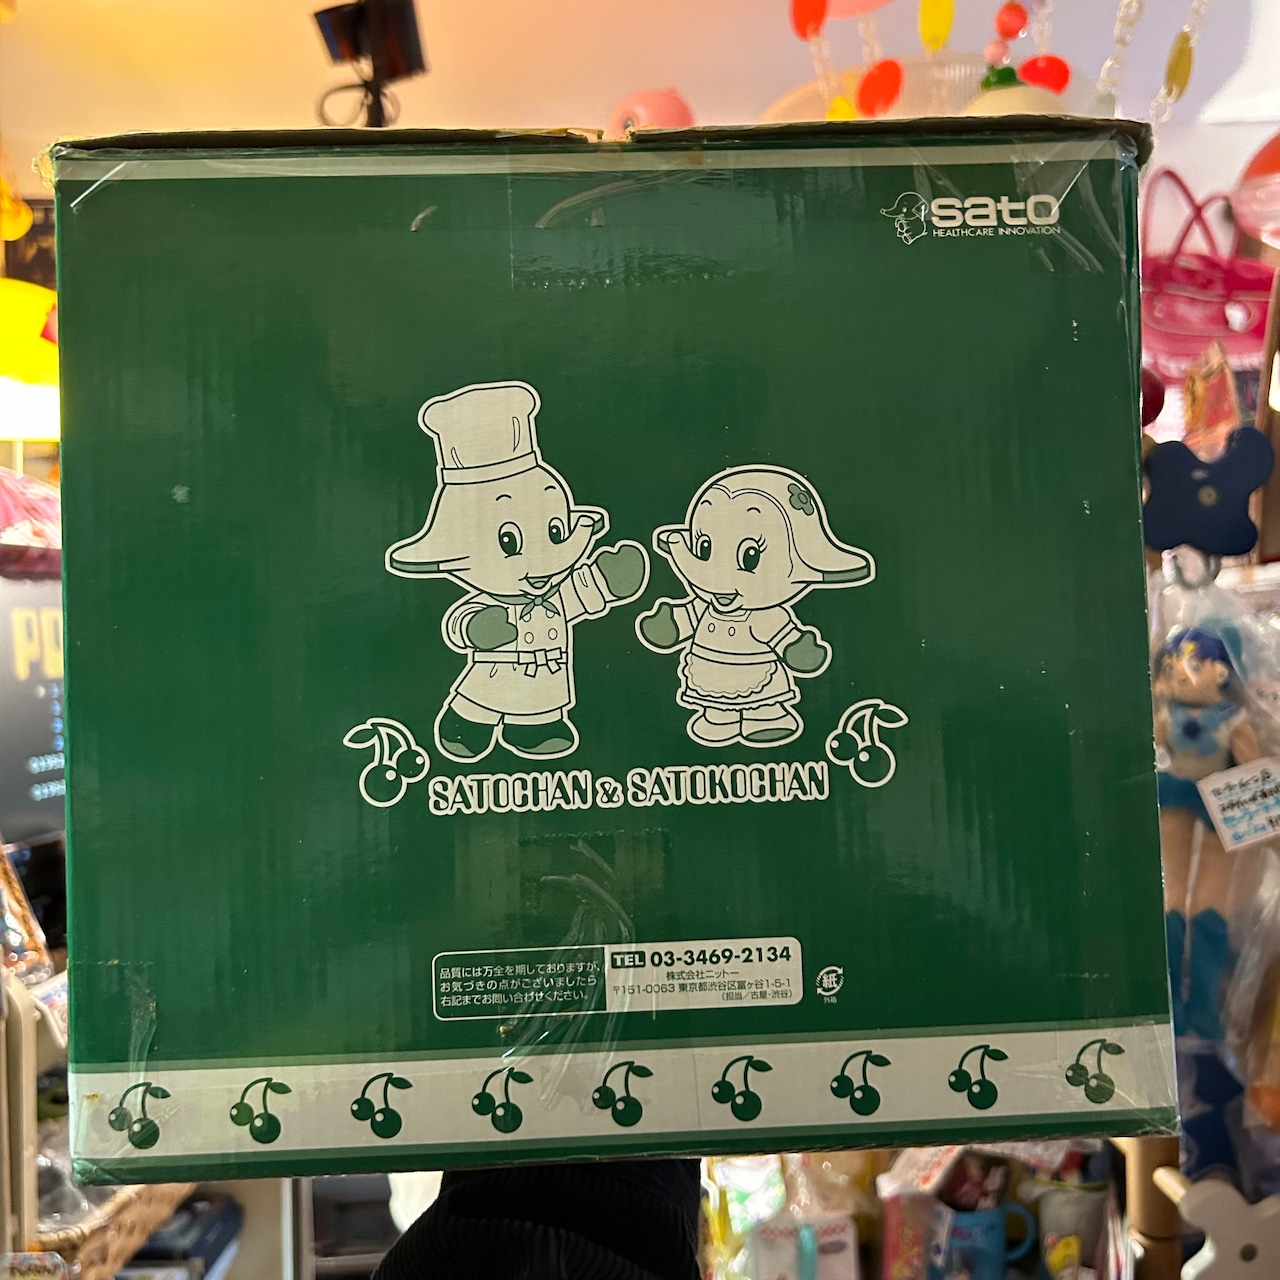 sato
HEALTHCARE INNOVATION
SATOCHAN & SATOKOCHAN
品質には万全を期しておりますが、
お気づきの点がございましたら
右記までお問い合わせください。
TEL 03-3469-2134
株式会社ニットー
〒151-0063 東京都渋谷区富ヶ谷1-5-1
(担当/古屋・渋谷)
紙
外箱